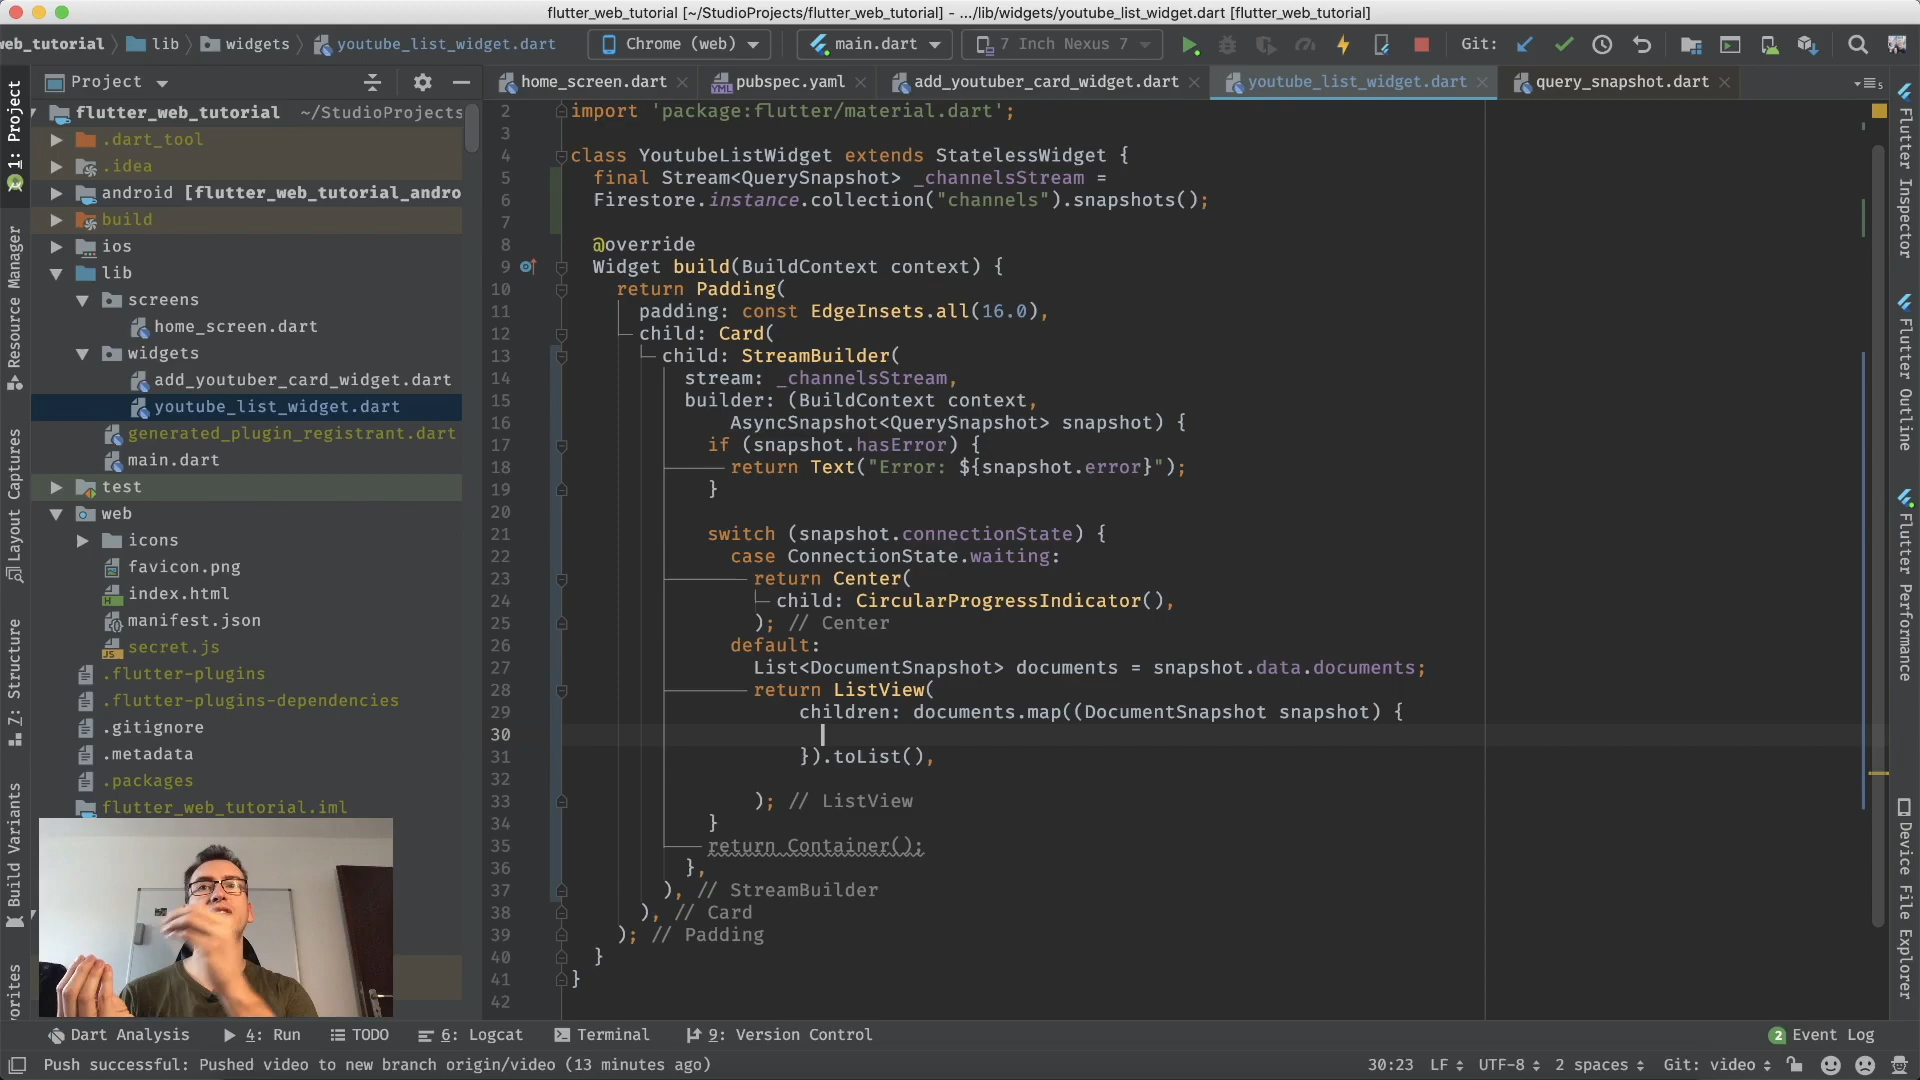 flutter_web_tutorial [~/StudioProjects/flutter_web_tutorial] - .../lib/widgets/youtube_list_widget.dart [flutter_web_tutorial]
web_tutorial lib widgets youtube_list_widget.dart Chrome (web) main.dart 7 Inch Nexus 7 Git:
Project
home_screen.dart pubspec.yaml add_youtuber_card_widget.dart youtube_list_widget.dart query_snapshot.dart
1: Project
Resource Manager
Layout Captures
7: Structure
Build Variants
flutter_web_tutorial ~/StudioProjects
.dart_tool
.idea
android [flutter_web_tutorial_andro
build
ios
lib
screens
home_screen.dart
widgets
add_youtuber_card_widget.dart
youtube_list_widget.dart
generated_plugin_registrant.dart
main.dart
test
web
icons
favicon.png
index.html
manifest.json
secret.js
.flutter-plugins
.flutter-plugins-dependencies
.gitignore
.metadata
.packages
flutter_web_tutorial.iml
2 import 'package:flutter/material.dart';
3
4 class YoutubeListWidget extends StatelessWidget {
5 final Stream<QuerySnapshot> _channelsStream =
6 Firestore.instance.collection("channels").snapshots();
7
8 @override
9 Widget build(BuildContext context) {
10 return Padding(
11 padding: const EdgeInsets.all(16.0),
12 child: Card(
13 child: StreamBuilder(
14 stream: _channelsStream,
15 builder: (BuildContext context,
16 AsyncSnapshot<QuerySnapshot> snapshot) {
17 if (snapshot.hasError) {
18 return Text("Error: ${snapshot.error}");
19 }
20
21 switch (snapshot.connectionState) {
22 case ConnectionState.waiting:
23 return Center(
24 child: CircularProgressIndicator(),
25 ); // Center
26 default:
27 List<DocumentSnapshot> documents = snapshot.data.documents;
28 return ListView(
29 children: documents.map((DocumentSnapshot snapshot) {
30
31 }).toList(),
32
33 ); // ListView
34 }
35 return Container();
36 },
37 ), // StreamBuilder
38 ), // Card
39 ); // Padding
40 }
41 }
42
Flutter Inspector
Flutter Outline
Flutter Performance
Device File Explorer
Dart Analysis 4: Run TODO 6: Logcat Terminal 9: Version Control 2 Event Log
Push successful: Pushed video to new branch origin/video (13 minutes ago) 30:23 LF UTF-8 2 spaces Git: video